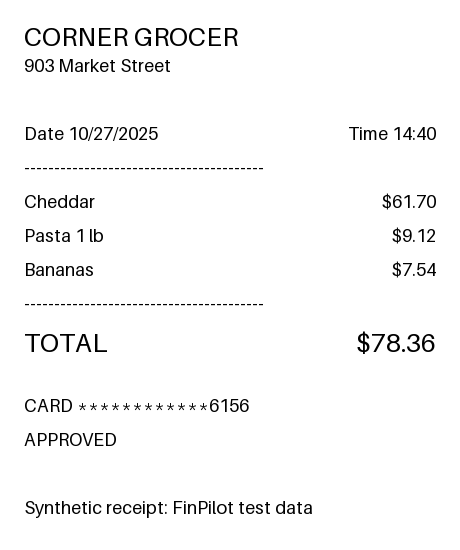 CORNER GROCER
903 Market Street
Date 10/27/2025 Time 14:40
----------------------------------------
Cheddar $61.70
Pasta 1 lb $9.12
Bananas $7.54
----------------------------------------
TOTAL $78.36
CARD ************6156
APPROVED
Synthetic receipt: FinPilot test data